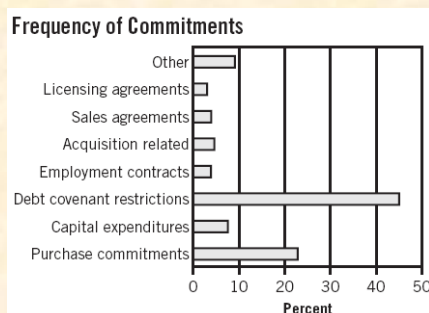 Frequency of Commitments
Other
Licensing agreements
Sales agreements
Acquisition related
Employment contracts
Debt covenant restrictions
Capital expenditures
Purchase commitments
0 10 20 30 40 50
Percent